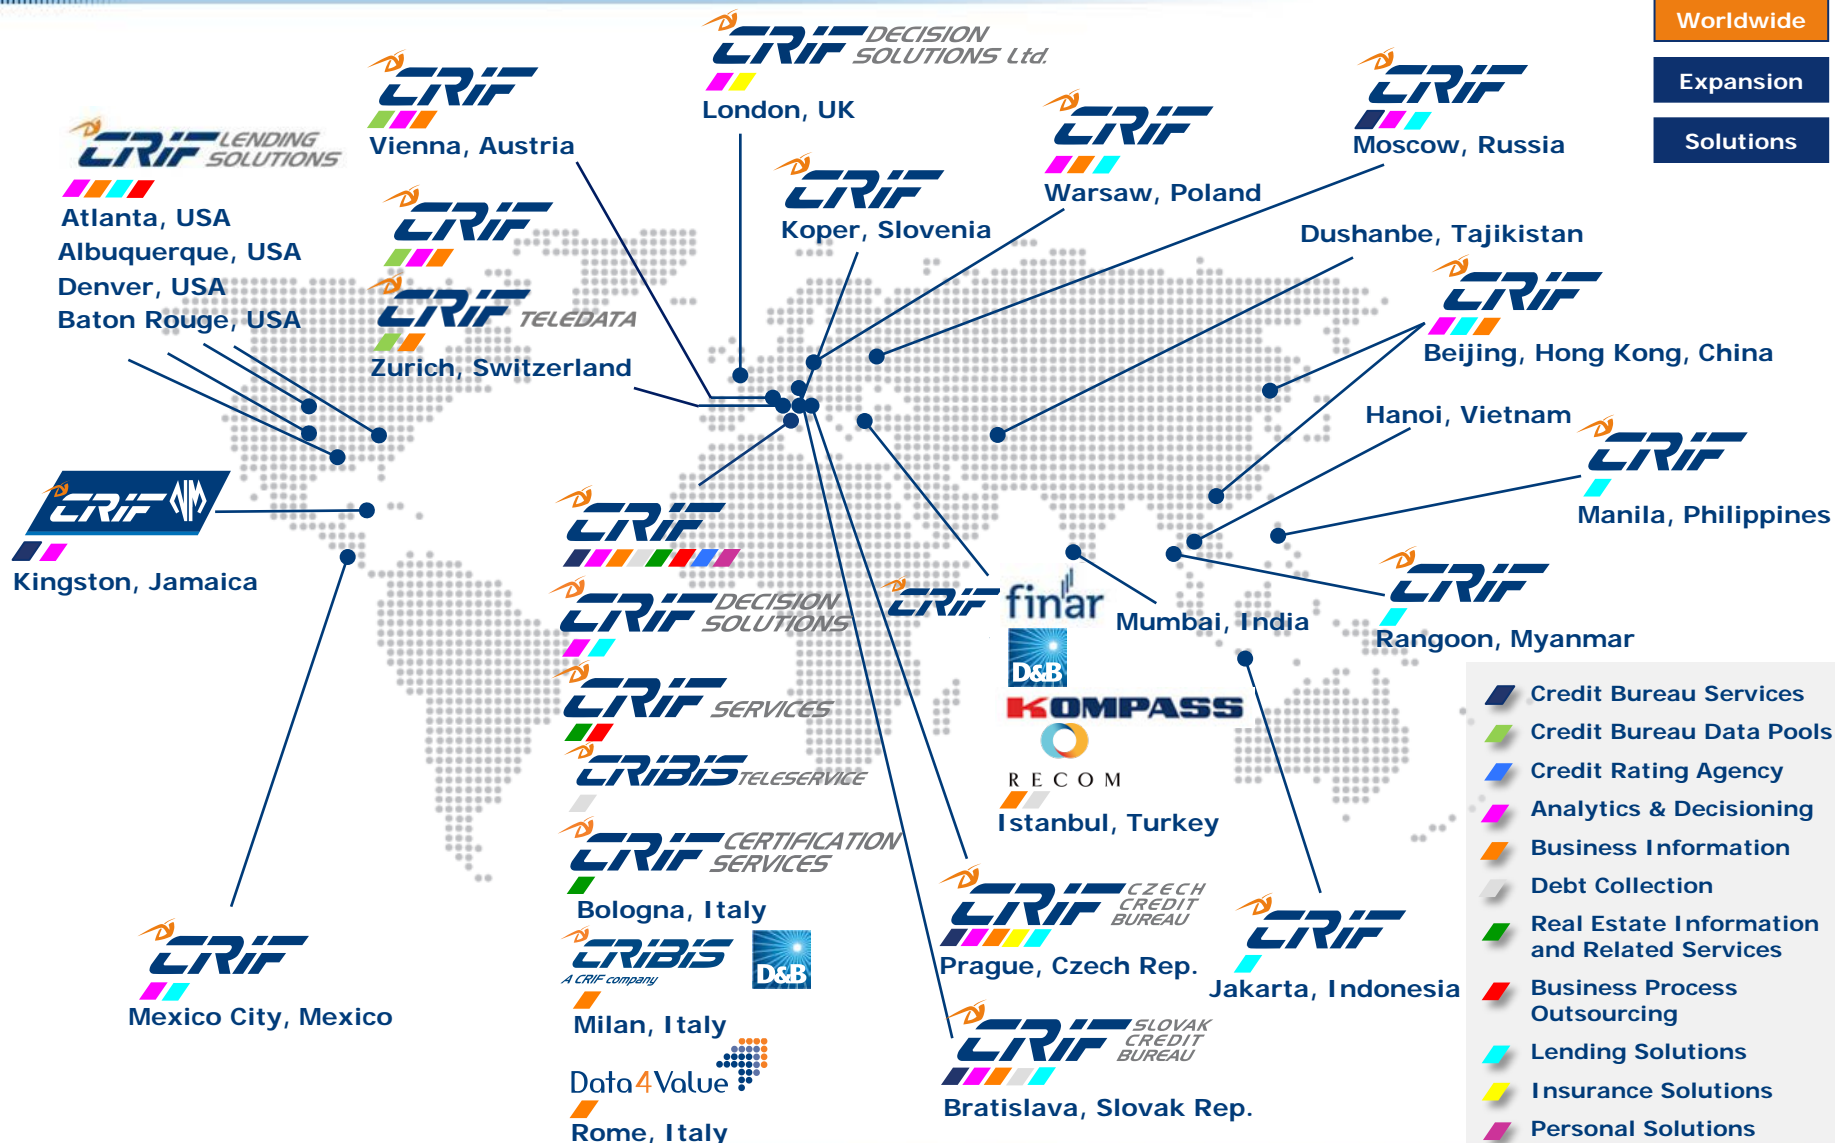 Worldwide
Expansion
Solutions
CRIF DECISION
SOLUTIONS Ltd.
London, UK
CRIF
Vienna, Austria
CRIF
Moscow, Russia
CRIF
Warsaw, Poland
CRIF LENDING
SOLUTIONS
Atlanta, USA
Albuquerque, USA
Denver, USA
Baton Rouge, USA
CRIF
CRIF TELEDATA
Zurich, Switzerland
CRIF
Koper, Slovenia
Dushanbe, Tajikistan
CRIF
Beijing, Hong Kong, China
Hanoi, Vietnam
CRIF
Manila, Philippines
CRIF NM
Kingston, Jamaica
CRIF
CRIF DECISION
SOLUTIONS
CRIF SERVICES
CRIBIS TELESERVICE
CRIF CERTIFICATION
SERVICES
Bologna, Italy
CRIBIS
A CRIF company
D&B
Milan, Italy
Data4Value
Rome, Italy
CRIF
finar
D&B
KOMPASS
RECOM
Istanbul, Turkey
Mumbai, India
CRIF
Rangoon, Myanmar
CRIF
Mexico City, Mexico
CRIF CZECH
CREDIT
BUREAU
Prague, Czech Rep.
CRIF SLOVAK
CREDIT
BUREAU
Bratislava, Slovak Rep.
CRIF
Jakarta, Indonesia
Credit Bureau Services
Credit Bureau Data Pools
Credit Rating Agency
Analytics & Decisioning
Business Information
Debt Collection
Real Estate Information
and Related Services
Business Process
Outsourcing
Lending Solutions
Insurance Solutions
Personal Solutions